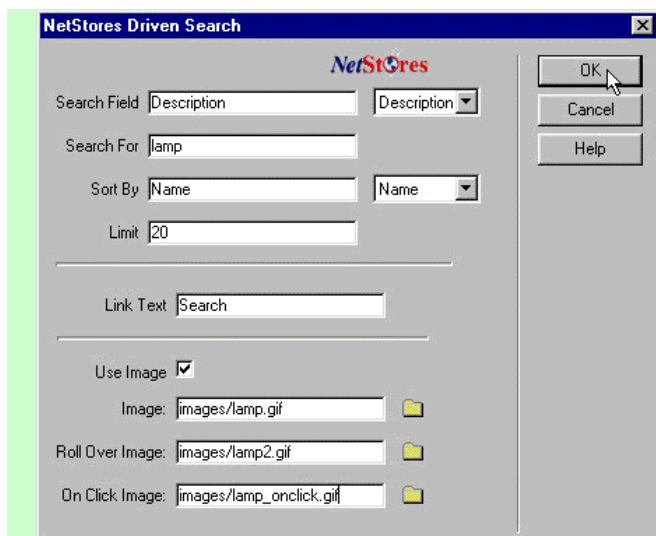 NetStores Driven Search
NetStores
Search Field Description Description
Search For lamp
Sort By Name Name
Limit 20
Link Text Search
Use Image
Image: images/lamp.gif
Roll Over Image: images/lamp2.gif
On Click Image: images/lamp_onclick.gif
OK
Cancel
Help